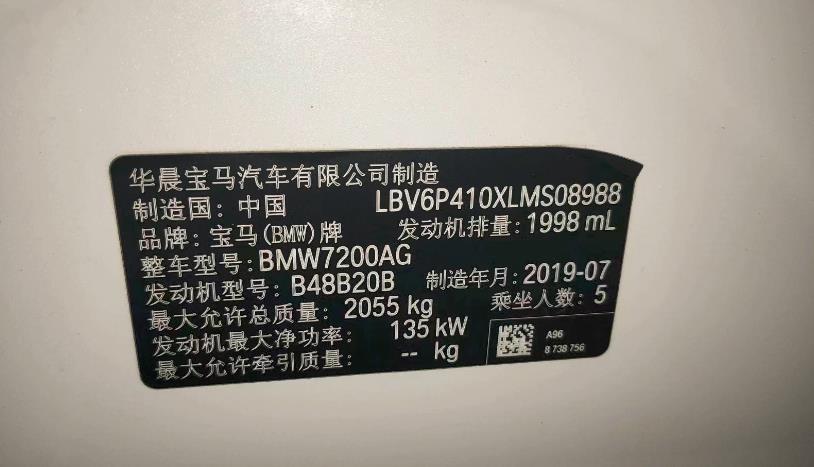 华晨宝马汽车有限公司制造
制造国: 中国 LBV6P410XLMS08988
品牌: 宝马(BMW)牌 发动机排量: 1998 mL
整车型号: BMW7200AG
发动机型号: B48B20B 制造年月: 2019-07
最大允许总质量: 2055 kg 乘坐人数: 5
发动机最大净功率: 135 kW
最大允许牵引质量: -- kg
A96
8 738 756